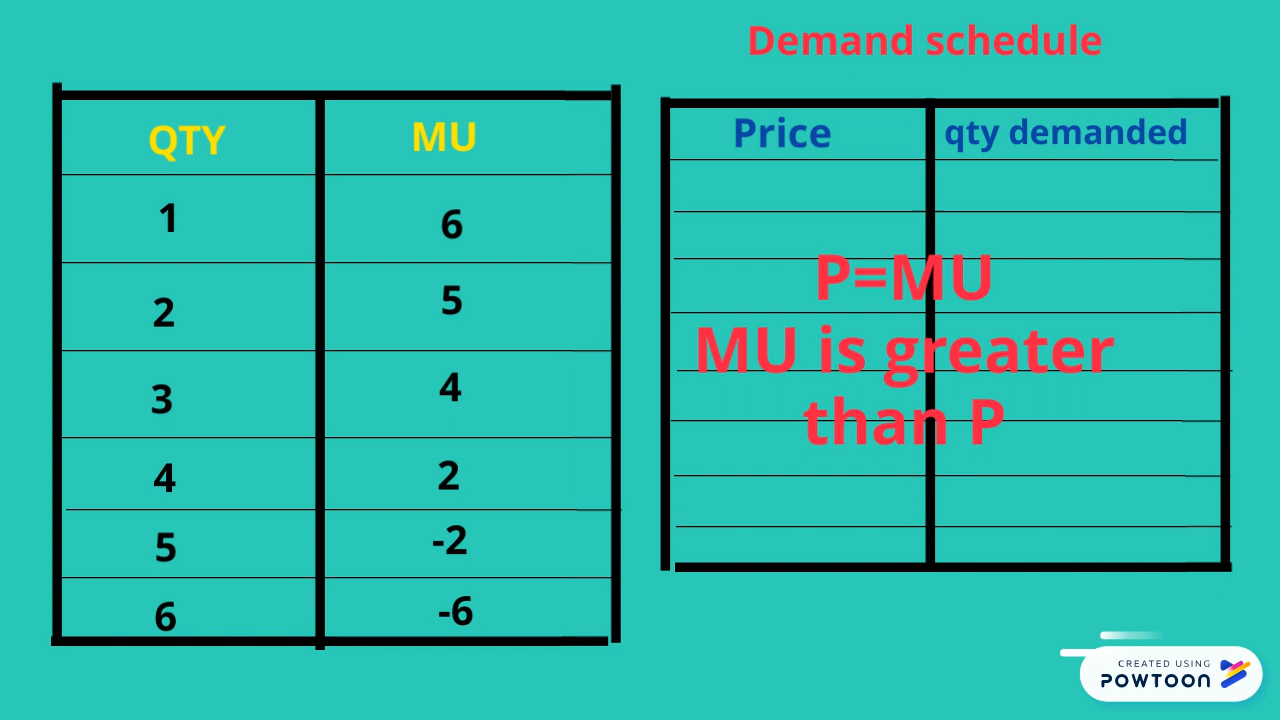 Demand schedule
QTY MU
1 6
2 5
3 4
4 2
5 -2
6 -6
Price qty demanded
P=MU
MU is greater
than P
CREATED USING
POWTOON